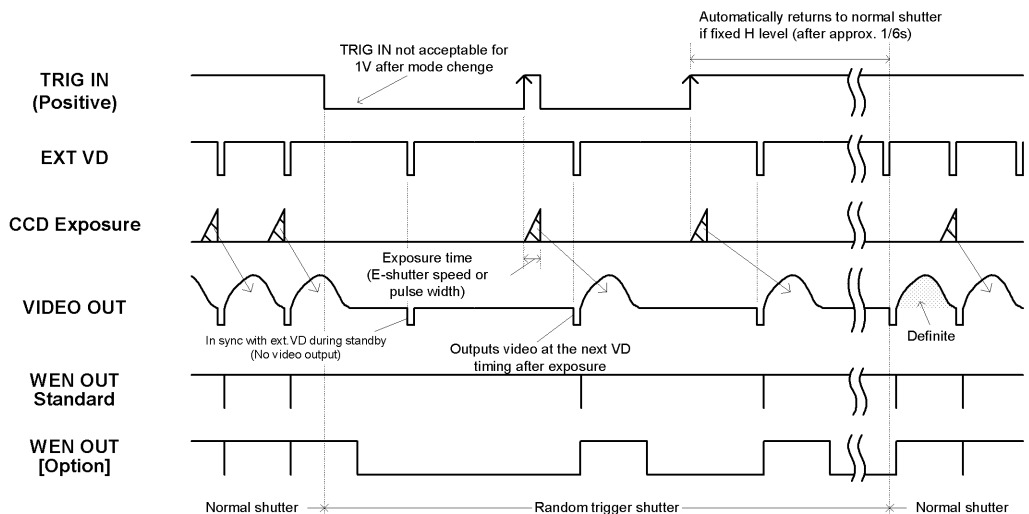 Automatically returns to normal shutter
if fixed H level (after approx. 1/6s)
TRIG IN not acceptable for
1V after mode chenge
TRIG IN
(Positive)
EXT VD
CCD Exposure
Exposure time
(E-shutter speed or
pulse width)
VIDEO OUT
In sync with ext.VD during standby
(No video output)
Outputs video at the next VD
timing after exposure
Definite
WEN OUT
Standard
WEN OUT
[Option]
Normal shutter
Random trigger shutter
Normal shutter